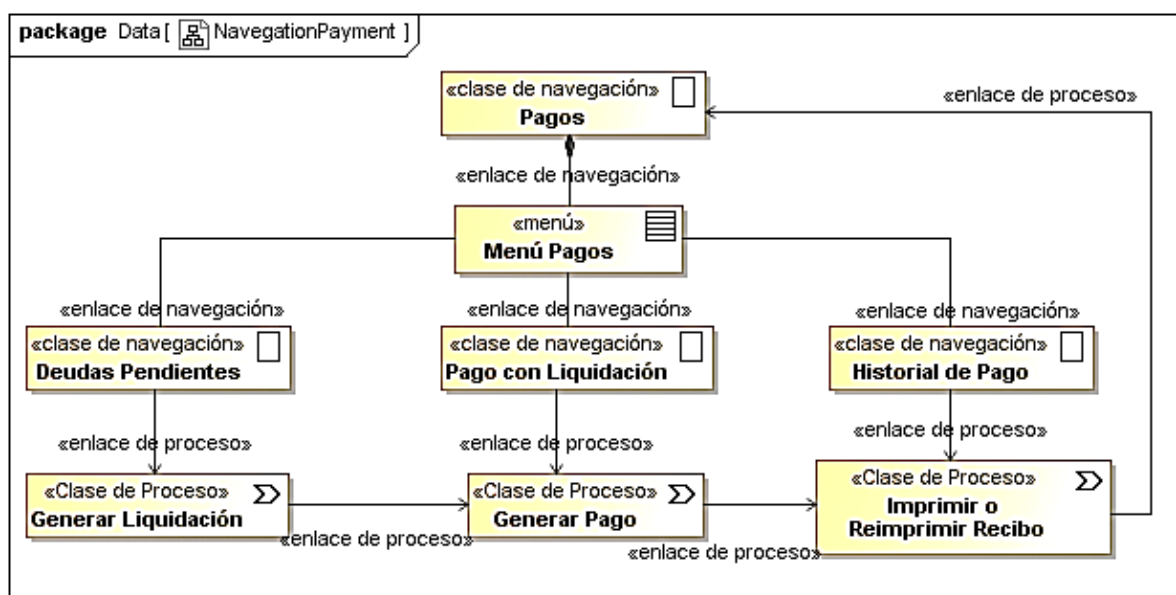 package Data[ NavegationPayment ]
«clase de navegación»
Pagos
«enlace de proceso»
«enlace de navegación»
«menú»
Menú Pagos
«enlace de navegación»
«enlace de navegación»
«enlace de navegación»
«clase de navegación»
Deudas Pendientes
«clase de navegación»
Pago con Liquidación
«clase de navegación»
Historial de Pago
«enlace de proceso»
«enlace de proceso»
«enlace de proceso»
«Clase de Proceso»
Generar Liquidación
«Clase de Proceso»
Generar Pago
«Clase de Proceso»
Imprimir o
Reimprimir Recibo
«enlace de proceso»
«enlace de proceso»